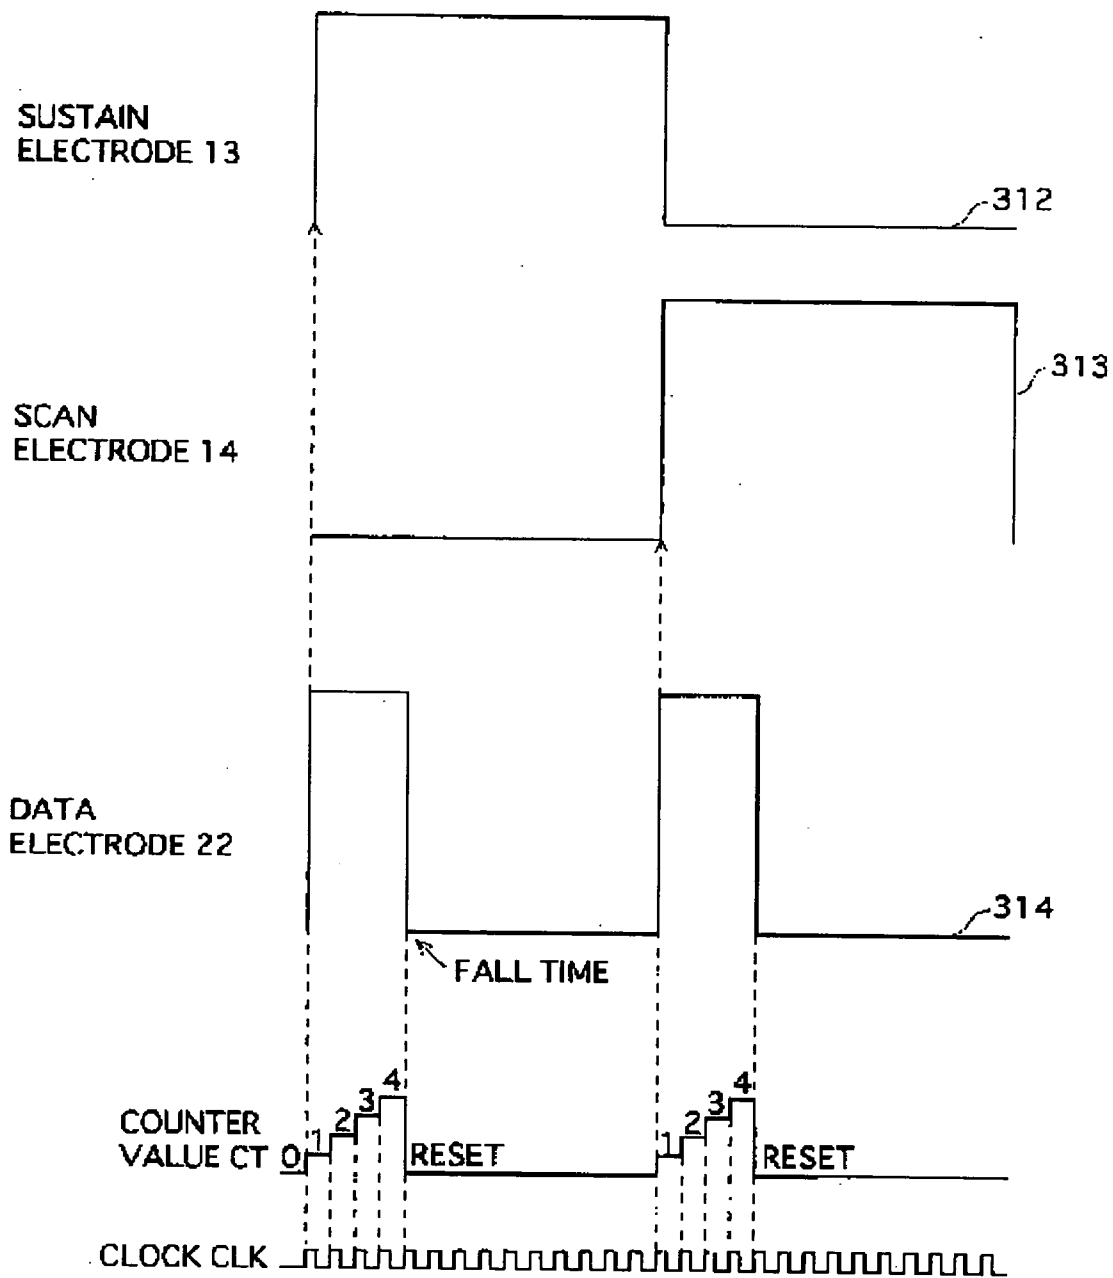 SUSTAIN
ELECTRODE 13
312
313
SCAN
ELECTRODE 14
DATA
ELECTRODE 22
314
FALL TIME
COUNTER
VALUE CT 0 1 2 3 4 RESET 1 2 3 4 RESET
CLOCK CLK